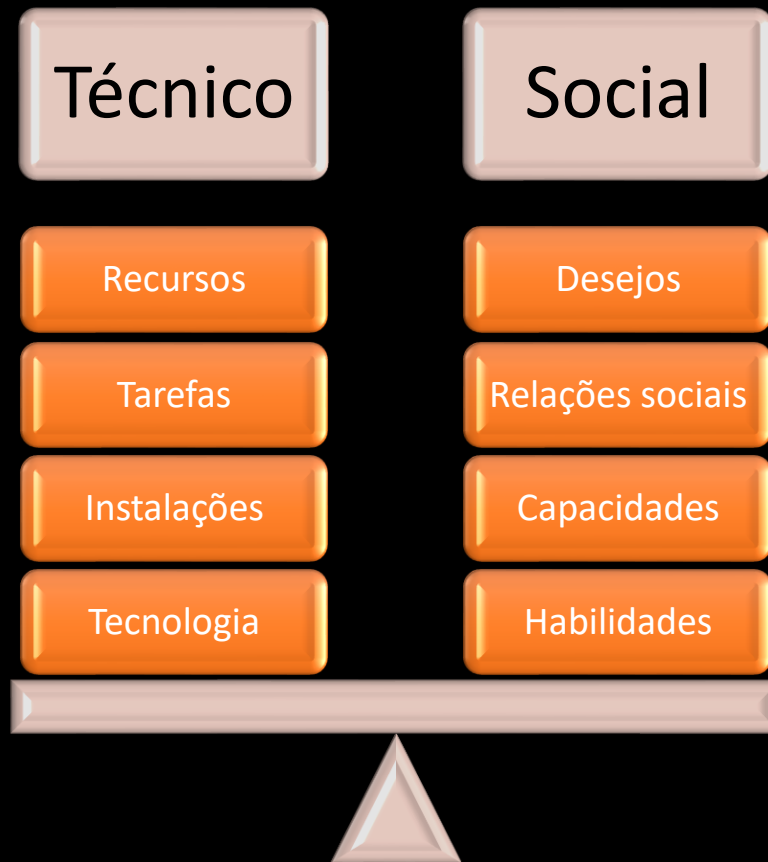 Técnico
Social
Recursos
Desejos
Tarefas
Relações sociais
Instalações
Capacidades
Tecnologia
Habilidades